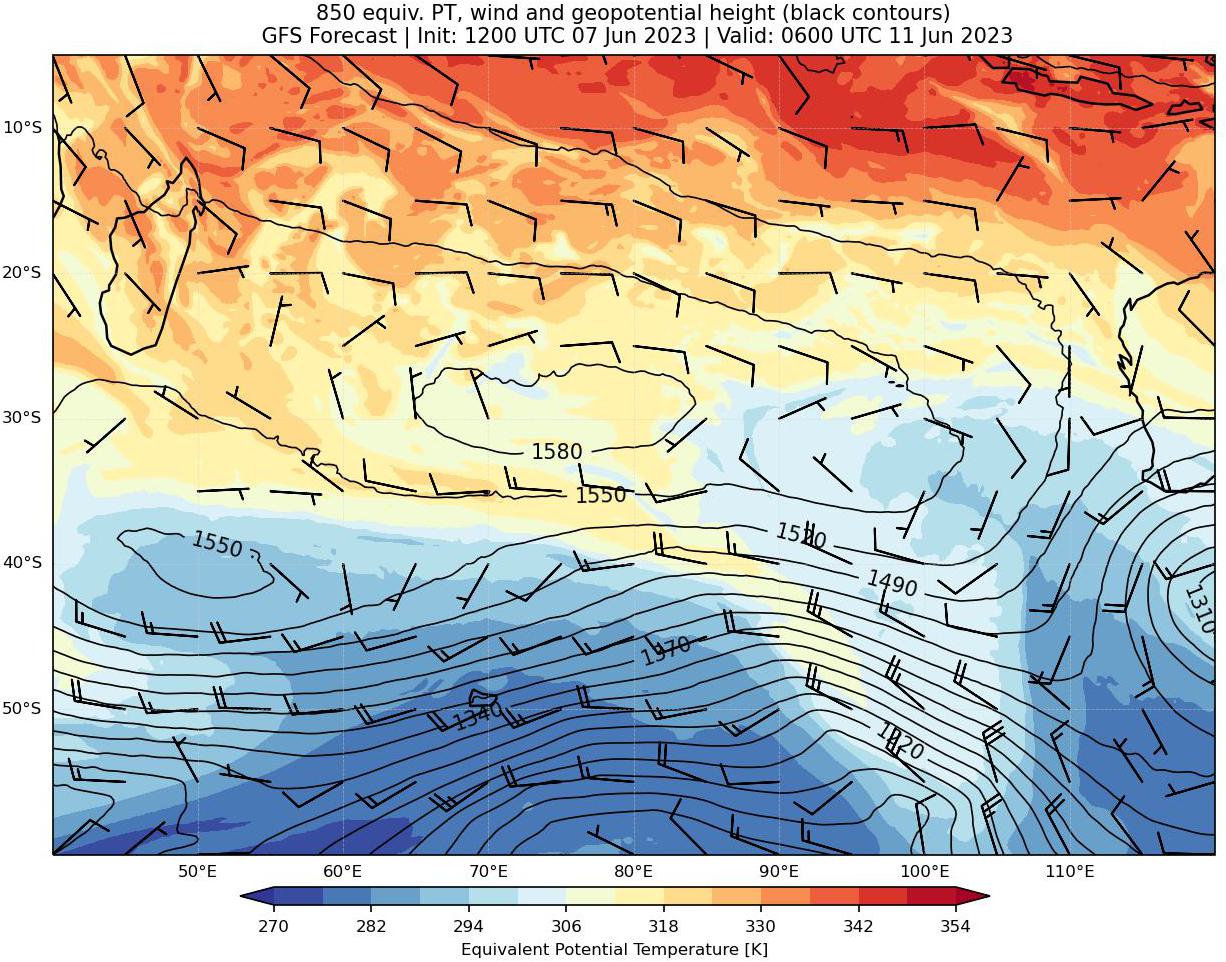 850 equiv. PT, wind and geopotential height (black contours)
GFS Forecast | Init: 1200 UTC 07 Jun 2023 | Valid: 0600 UTC 11 Jun 2023
10°S
20°S
30°S
1580
1550
1520
1550
40°S
1490
1310
1370
50°S
1340
1220
50°E 60°E 70°E 80°E 90°E 100°E 110°E
270 282 294 306 318 330 342 354
Equivalent Potential Temperature [K]